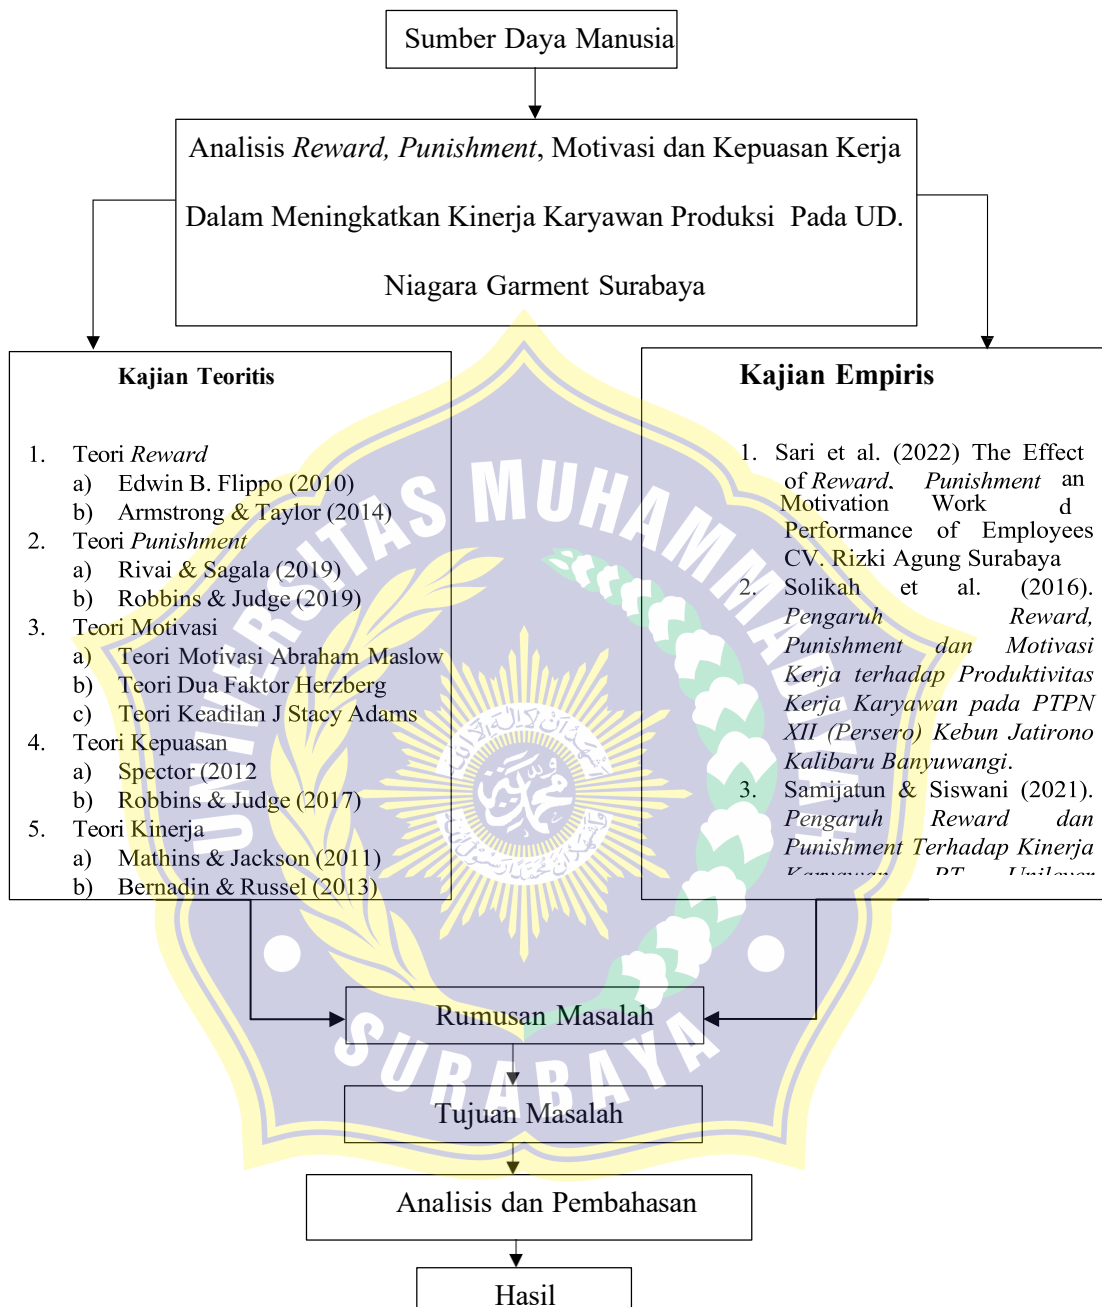 Sumber Daya Manusia
Analisis Reward, Punishment, Motivasi dan Kepuasan Kerja
Dalam Meningkatkan Kinerja Karyawan Produksi Pada UD.
Niagara Garment Surabaya
Kajian Teoritis
1. Teori Reward
a) Edwin B. Flippo (2010)
b) Armstrong & Taylor (2014)
2. Teori Punishment
a) Rivai & Sagala (2019)
b) Robbins & Judge (2019)
3. Teori Motivasi
a) Teori Motivasi Abraham Maslow
b) Teori Dua Faktor Herzberg
c) Teori Keadilan J Stacy Adams
4. Teori Kepuasan
a) Spector (2012
b) Robbins & Judge (2017)
5. Teori Kinerja
a) Mathins & Jackson (2011)
b) Bernadin & Russel (2013)
Kajian Empiris
1. Sari et al. (2022) The Effect
of Reward, Punishment an
Motivation Work d
Performance of Employees
CV. Rizki Agung Surabaya
2. Solikah et al. (2016).
Pengaruh Reward,
Punishment dan Motivasi
Kerja terhadap Produktivitas
Kerja Karyawan pada PTPN
XII (Persero) Kebun Jatirono
Kalibaru Banyuwangi.
3. Samijatun & Siswani (2021).
Pengaruh Reward dan
Punishment Terhadap Kinerja
Karyawan PT Unilever
UNIVERSITAS MUHAMMADIYAH
SURABAYA
Rumusan Masalah
Tujuan Masalah
Analisis dan Pembahasan
Hasil